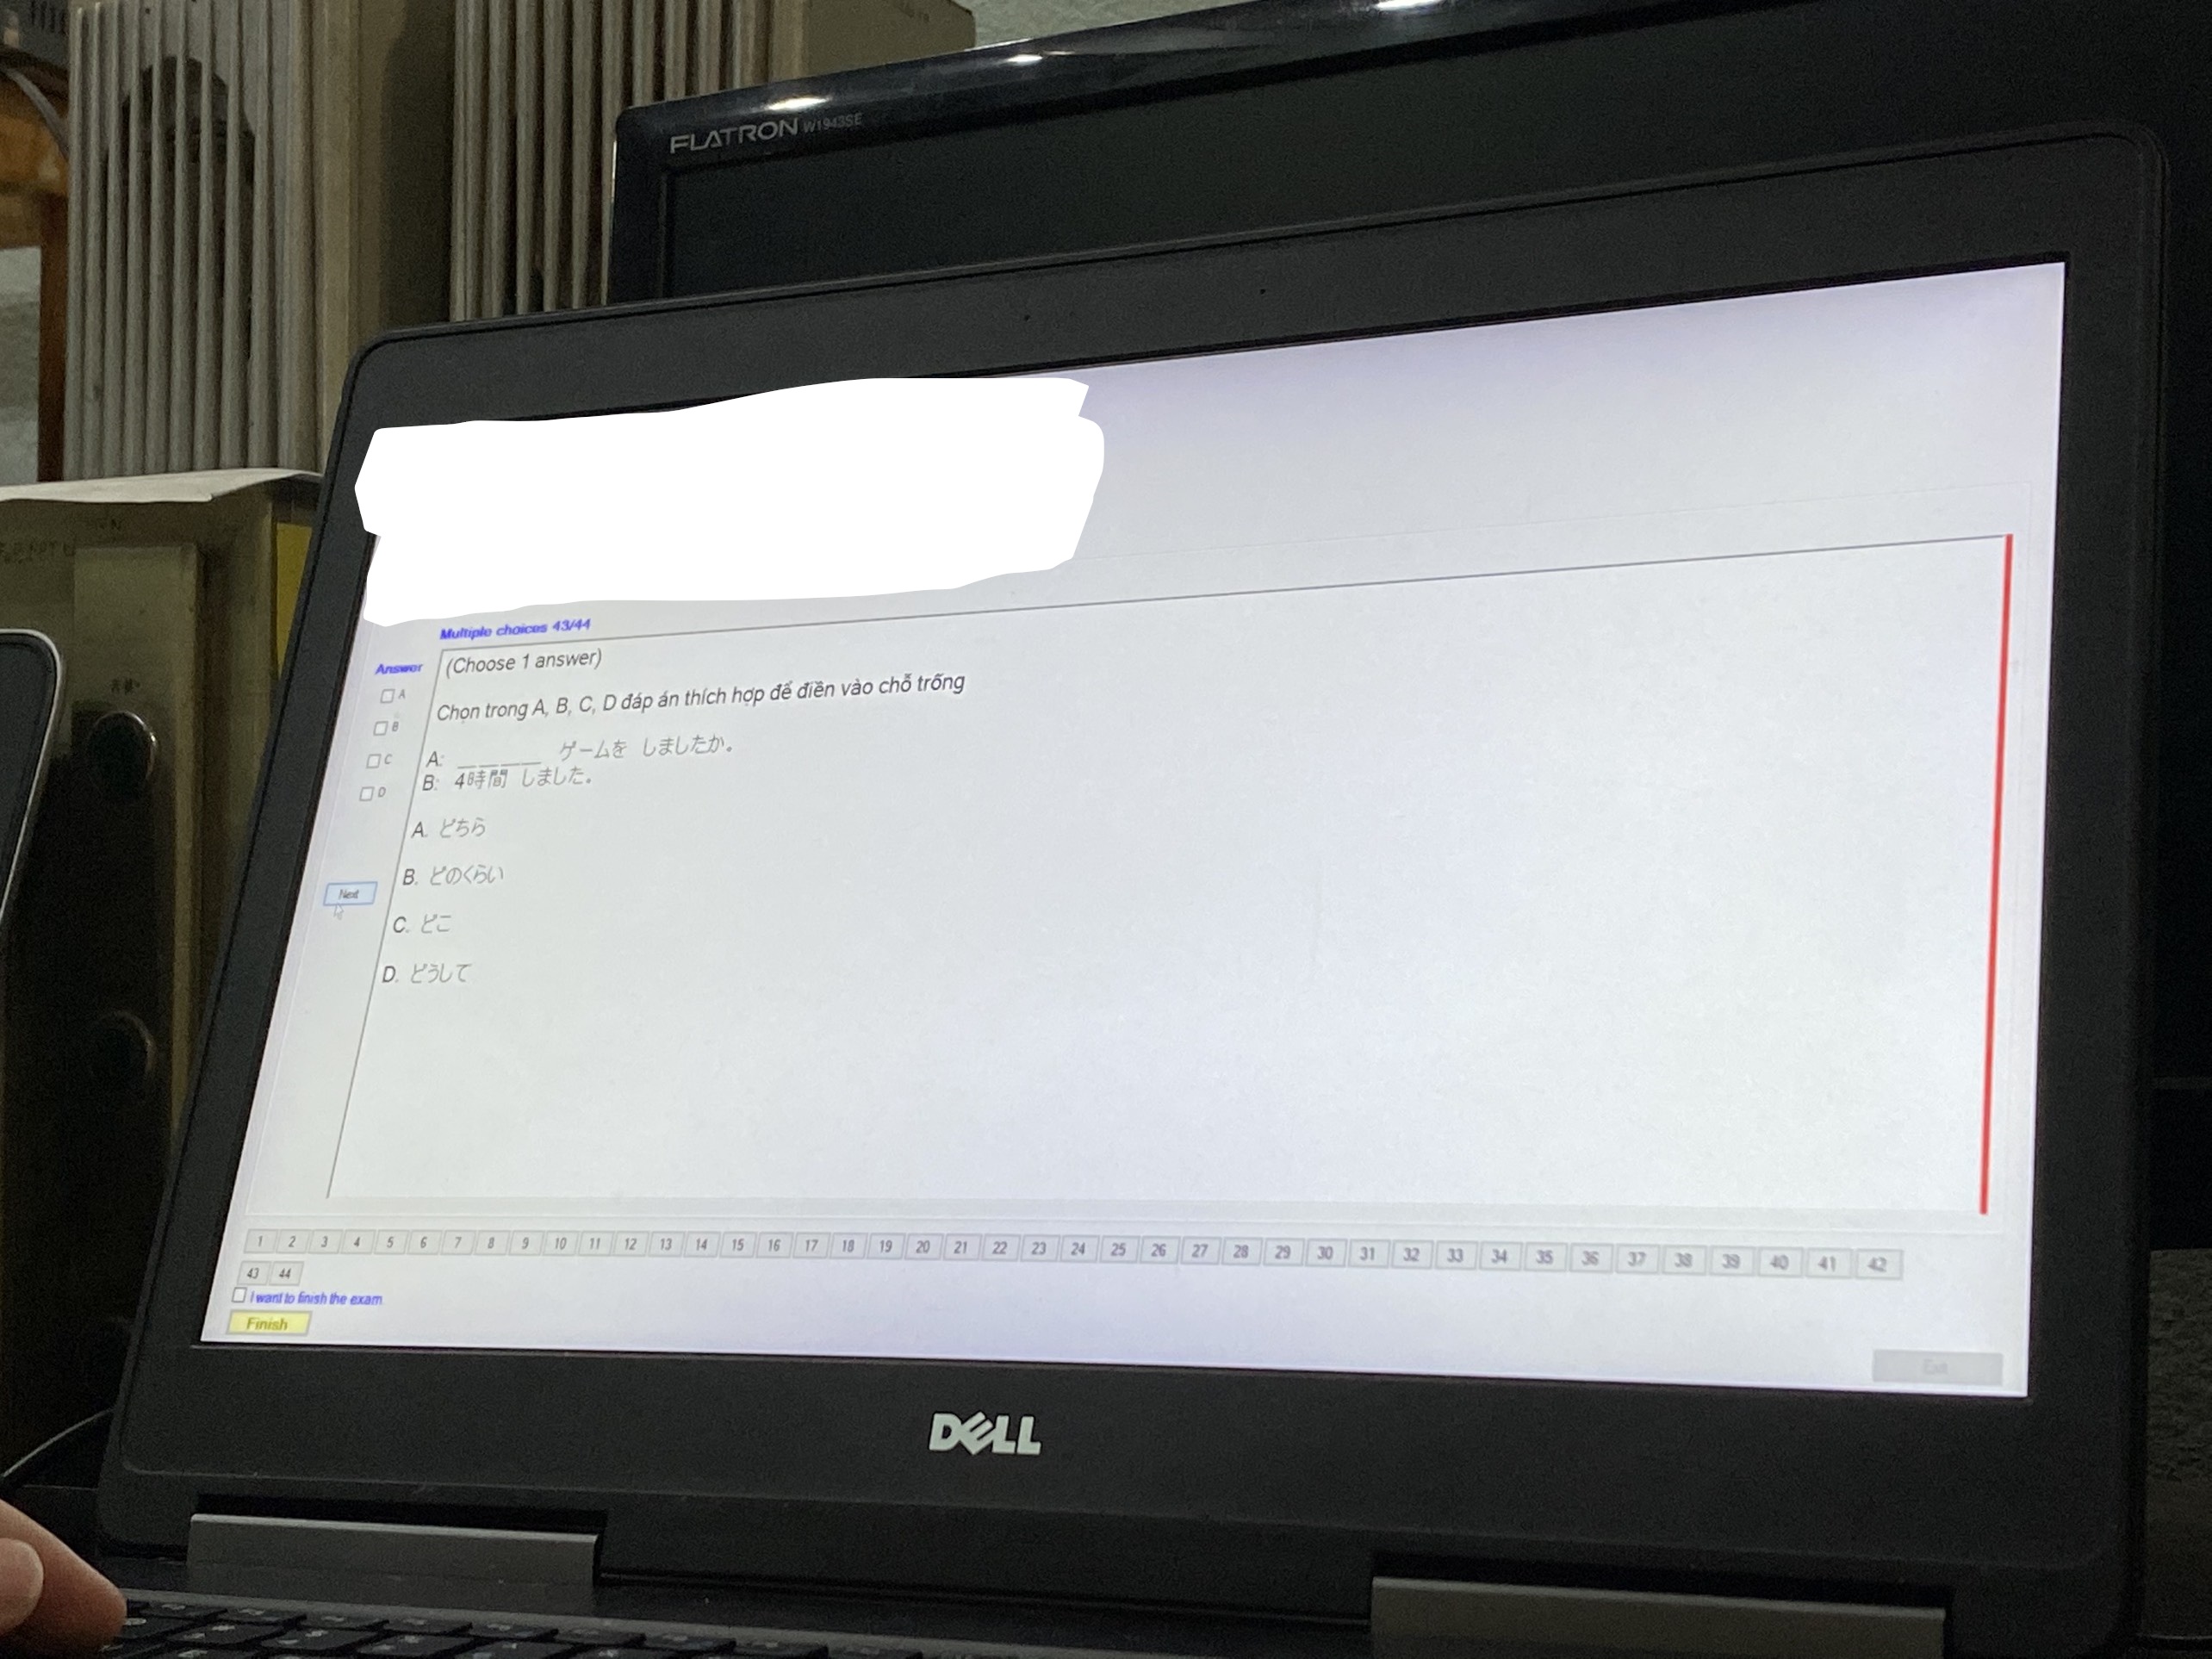 FLATRON W1943SE
Multiple choices 43/44
Answer
(Choose 1 answer)
A
B
C
D
Chọn trong A, B, C, D đáp án thích hợp để điền vào chỗ trống
A: _____ ゲームを しましたか。
B: 4時間 しました。
A. どちら
B. どのくらい
C. どこ
D. どうして
Next
1 2 3 4 5 6 7 8 9 10 11 12 13 14 15 16 17 18 19 20 21 22 23 24 25 26 27 28 29 30 31 32 33 34 35 36 37 38 39 40 41 42
43 44
I want to finish the exam
Finish
Exit
DELL